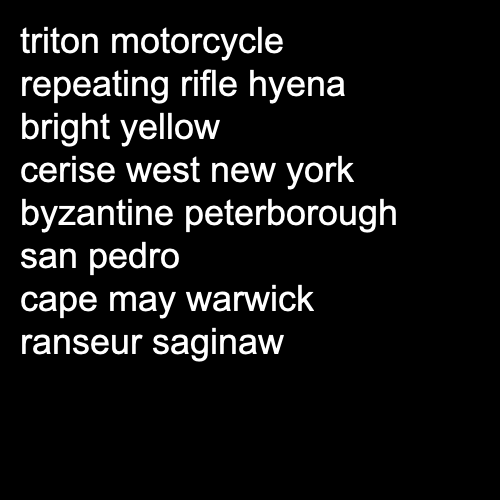 triton motorcycle
repeating rifle hyena
bright yellow
cerise west new york
byzantine peterborough
san pedro
cape may warwick
ranseur saginaw